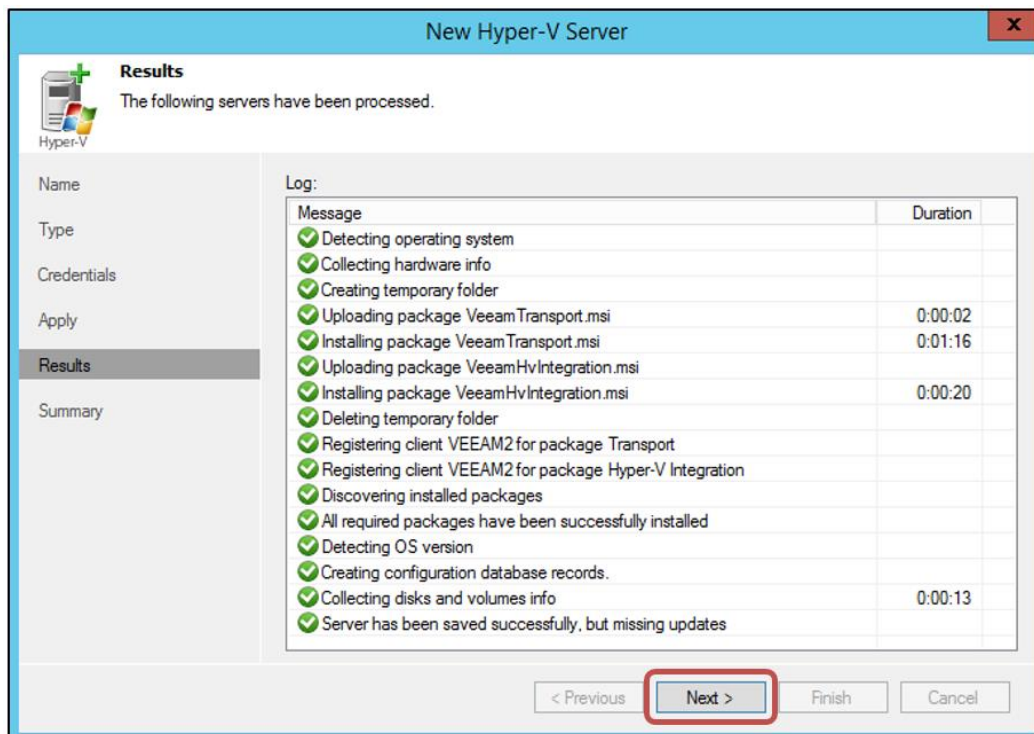 New Hyper-V Server
x
Results
The following servers have been processed.
Hyper-V
Name
Type
Credentials
Apply
Results
Summary
Log:
Message Duration
Detecting operating system
Collecting hardware info
Creating temporary folder
Uploading package VeeamTransport.msi 0:00:02
Installing package VeeamTransport.msi 0:01:16
Uploading package VeeamHvIntegration.msi
Installing package VeeamHvIntegration.msi 0:00:20
Deleting temporary folder
Registering client VEEAM2 for package Transport
Registering client VEEAM2 for package Hyper-V Integration
Discovering installed packages
All required packages have been successfully installed
Detecting OS version
Creating configuration database records.
Collecting disks and volumes info 0:00:13
Server has been saved successfully, but missing updates
< Previous Next > Finish Cancel